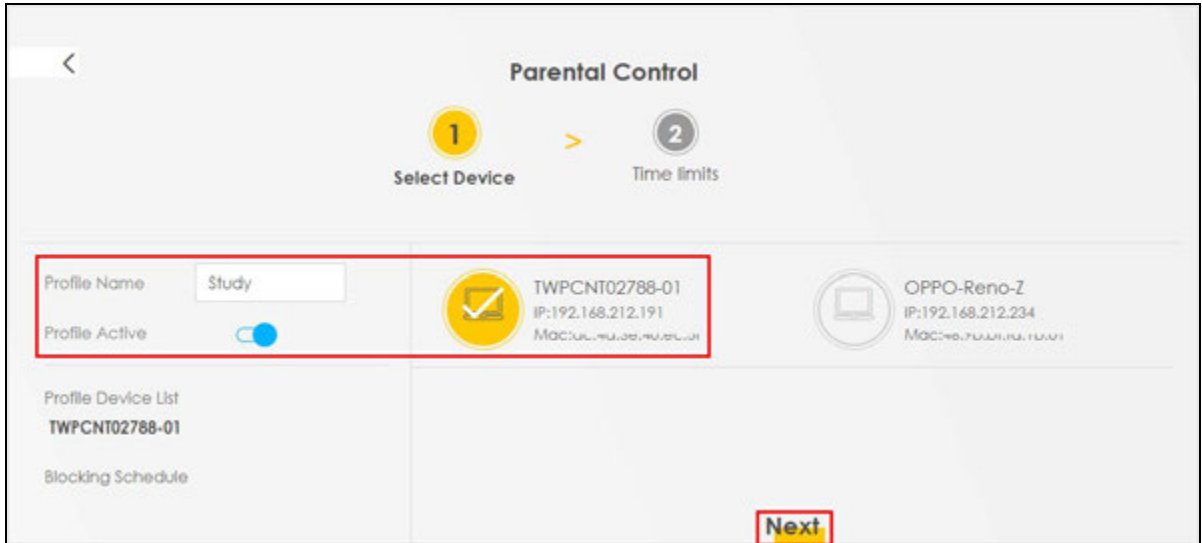 <
Parental Control
1 > 2
Select Device Time limits
Profile Name Study
Profile Active
TWPCNT02788-01
IP:192.168.212.191
OPPO-Reno-Z
IP:192.168.212.234
Profile Device List
TWPCNT02788-01
Blocking Schedule
Next